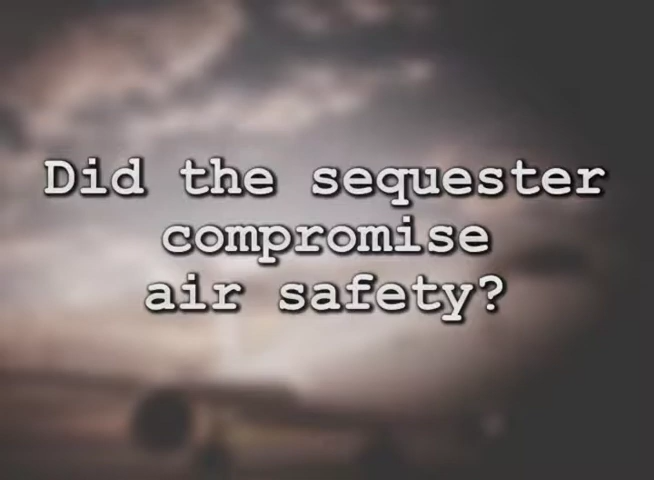 Did the sequester
compromise
air safety?